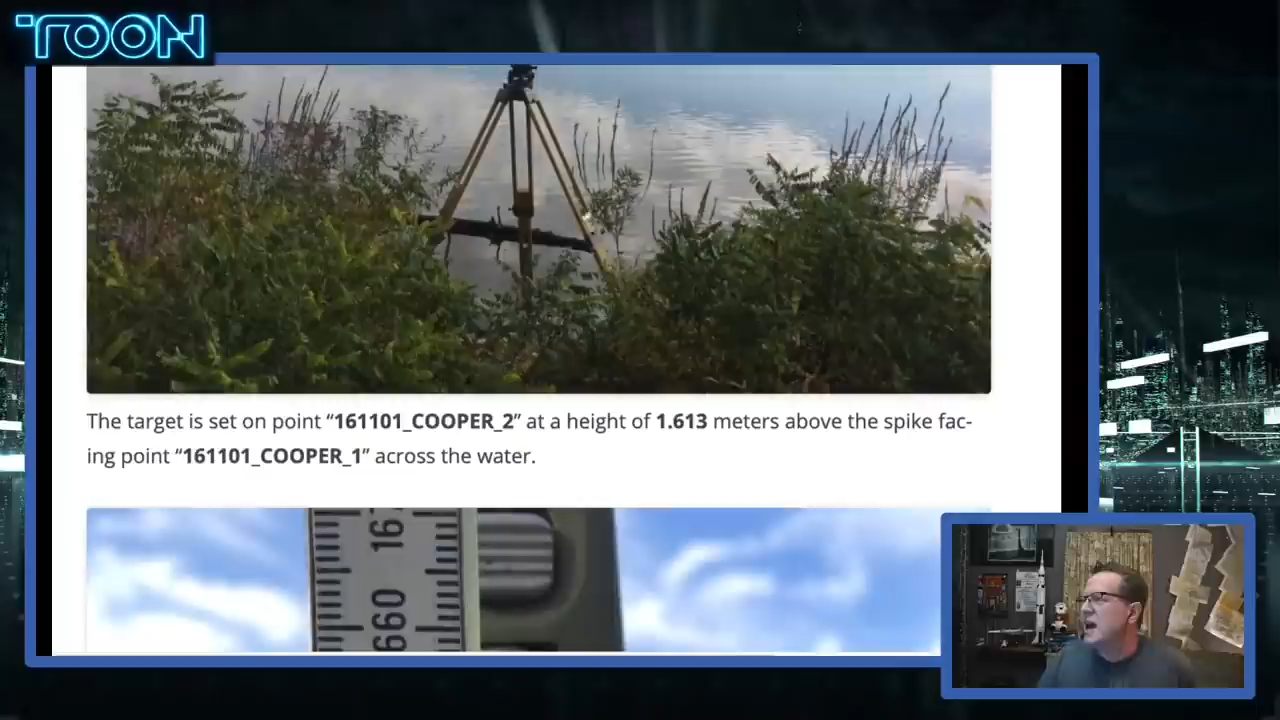 TOON
The target is set on point “161101_COOPER_2” at a height of 1.613 meters above the spike fac-
ing point “161101_COOPER_1” across the water.
660